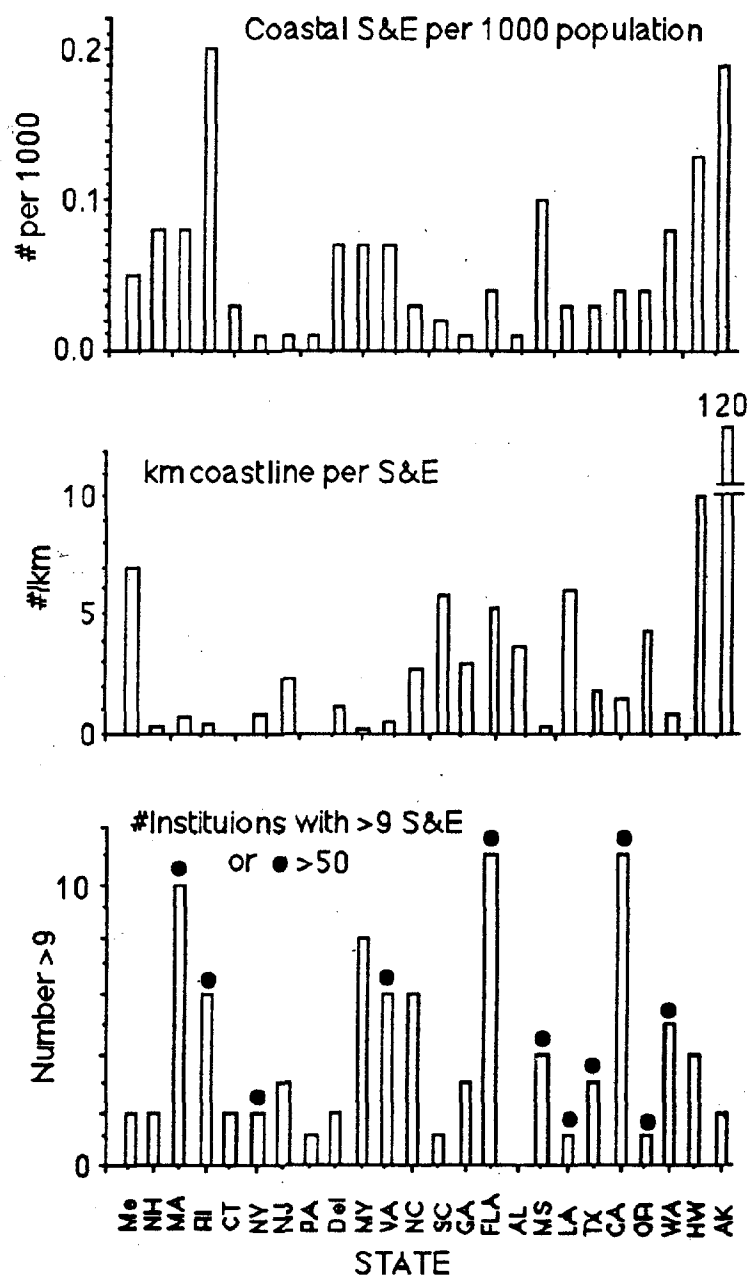 Coastal S&E per 1000 population
# per 1000
0.2
0.1
0.0
120
km coastline per S&E
#/km
10
5
0
#Instituions with >9 S&E
or ●>50
Number >9
10
0
Me NH MA RI CT NY NJ PA Del MY VA NC SC GA FLA AL MS LA TX CA OR WA HW AK
STATE